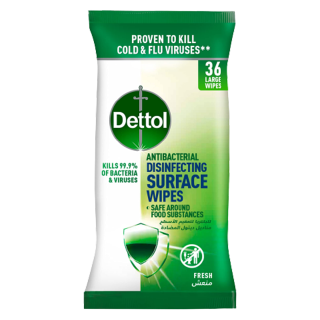 PROVEN TO KILL
COLD & FLU VIRUSES**
36
LARGE
WIPES
Dettol
KILLS 99.9%
OF BACTERIA
& VIRUSES
ANTIBACTERIAL
DISINFECTING
SURFACE
WIPES
• SAFE AROUND
FOOD SUBSTANCES
FRESH
منعش